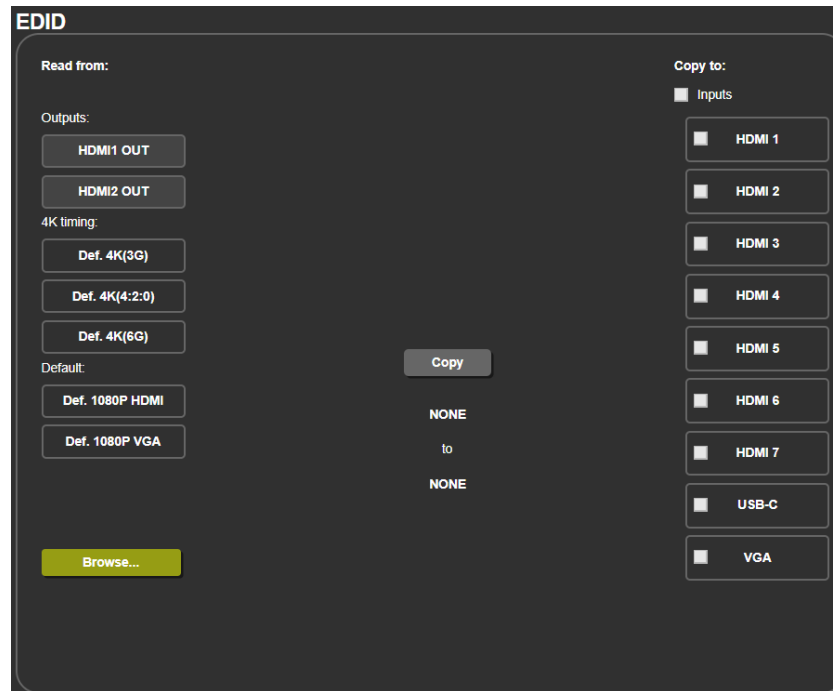 EDID
Read from:
Outputs:
HDMI1 OUT
HDMI2 OUT
4K timing:
Def. 4K(3G)
Def. 4K(4:2:0)
Def. 4K(6G)
Default:
Def. 1080P HDMI
Def. 1080P VGA
Browse...
Copy
NONE
to
NONE
Copy to:
Inputs
HDMI 1
HDMI 2
HDMI 3
HDMI 4
HDMI 5
HDMI 6
HDMI 7
USB-C
VGA